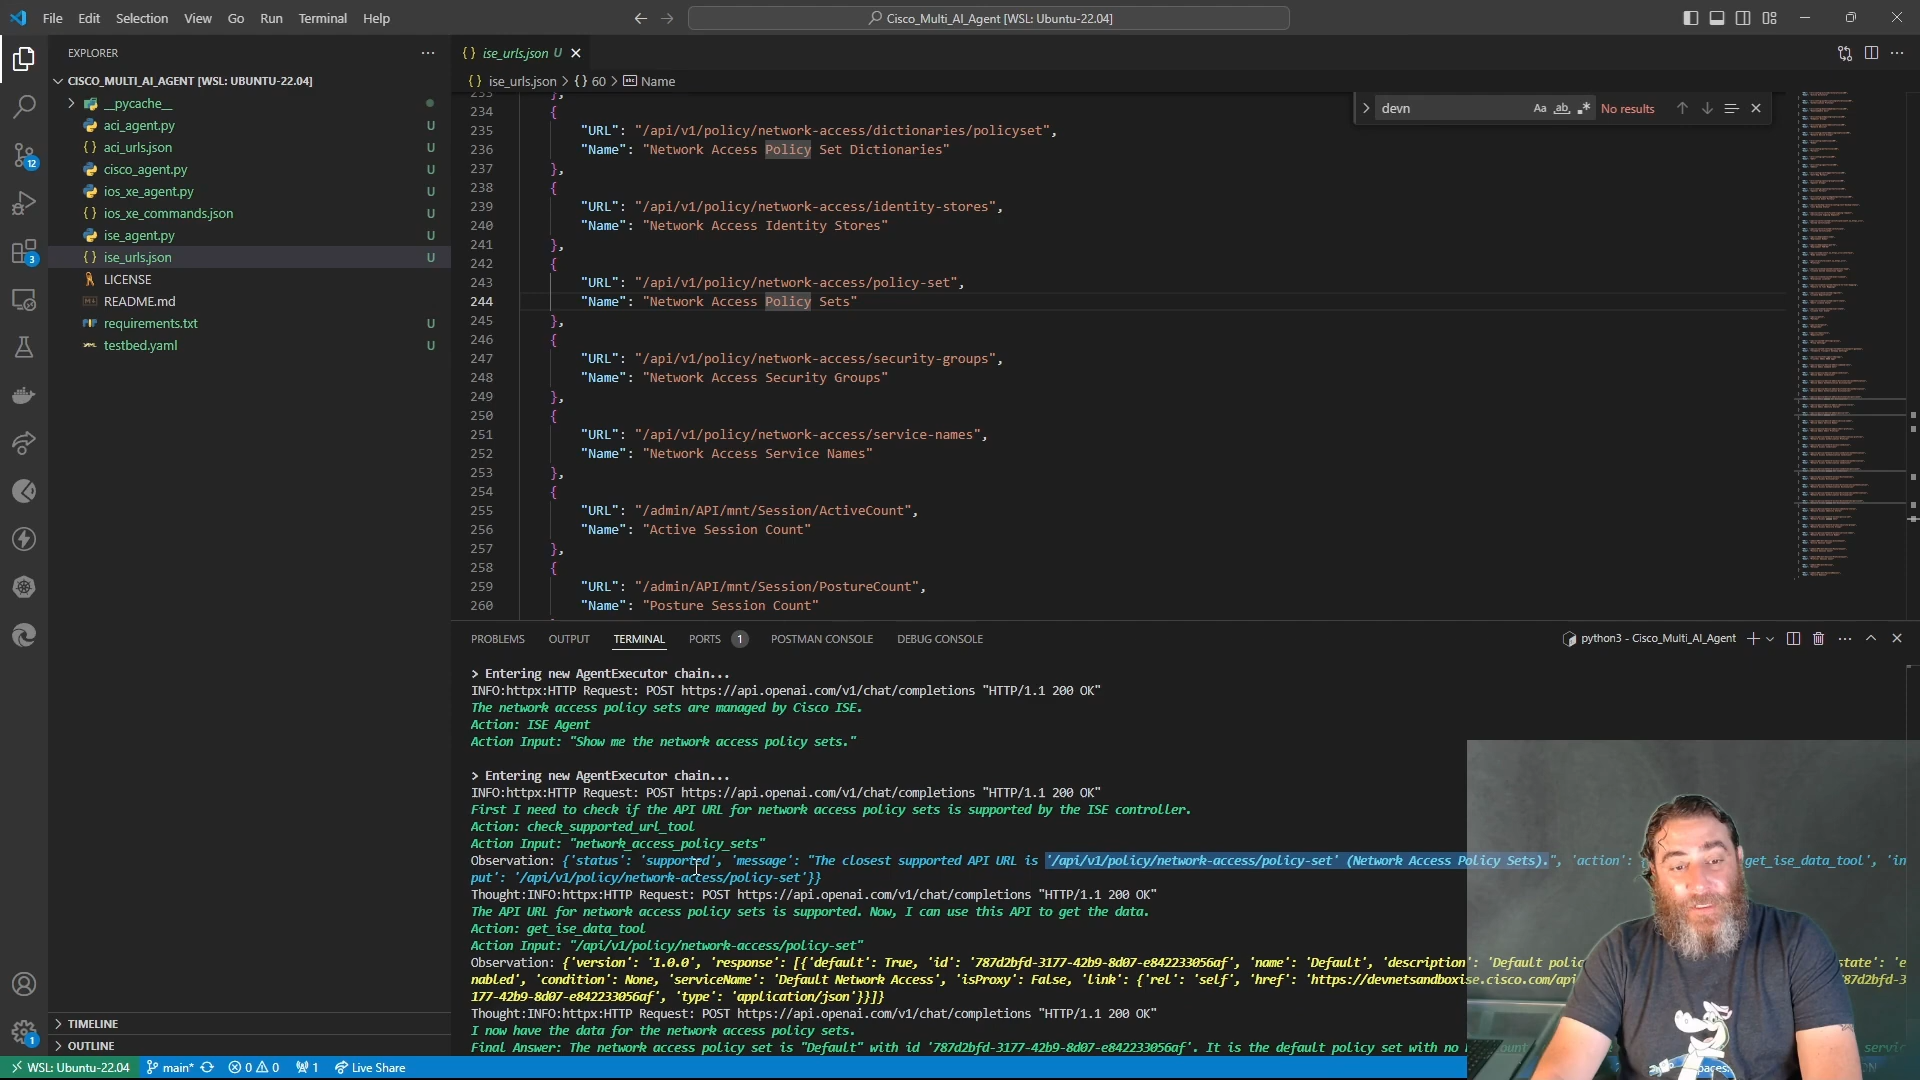 File Edit Selection View Go Run Terminal Help
Cisco_Multi_AI_Agent [WSL: Ubuntu-22.04]
EXPLORER
CISCO_MULTI_AI_AGENT [WSL: UBUNTU-22.04]
__pycache__
aci_agent.py U
aci_urls.json U
cisco_agent.py U
ios_xe_agent.py U
ios_xe_commands.json U
ise_agent.py U
ise_urls.json U
LICENSE
README.md
requirements.txt U
testbed.yaml U
TIMELINE
OUTLINE
12
3
1
{ } ise_urls.json U
{ } ise_urls.json > { } 60 > Name
devn
Aa ab No results
233 },
234 {
235 "URL": "/api/v1/policy/network-access/dictionaries/policyset",
236 "Name": "Network Access Policy Set Dictionaries"
237 },
238 {
239 "URL": "/api/v1/policy/network-access/identity-stores",
240 "Name": "Network Access Identity Stores"
241 },
242 {
243 "URL": "/api/v1/policy/network-access/policy-set",
244 "Name": "Network Access Policy Sets"
245 },
246 {
247 "URL": "/api/v1/policy/network-access/security-groups",
248 "Name": "Network Access Security Groups"
249 },
250 {
251 "URL": "/api/v1/policy/network-access/service-names",
252 "Name": "Network Access Service Names"
253 },
254 {
255 "URL": "/admin/API/mnt/Session/ActiveCount",
256 "Name": "Active Session Count"
257 },
258 {
259 "URL": "/admin/API/mnt/Session/PostureCount",
260 "Name": "Posture Session Count"
PROBLEMS OUTPUT TERMINAL PORTS 1 POSTMAN CONSOLE DEBUG CONSOLE
python3 - Cisco_Multi_AI_Agent
> Entering new AgentExecutor chain...
INFO:httpx:HTTP Request: POST https://api.openai.com/v1/chat/completions "HTTP/1.1 200 OK"
The network access policy sets are managed by Cisco ISE.
Action: ISE Agent
Action Input: "Show me the network access policy sets."
> Entering new AgentExecutor chain...
INFO:httpx:HTTP Request: POST https://api.openai.com/v1/chat/completions "HTTP/1.1 200 OK"
First I need to check if the API URL for network access policy sets is supported by the ISE controller.
Action: check_supported_url_tool
Action Input: "network_access_policy_sets"
Observation: {'status': 'supported', 'message': "The closest supported API URL is '/api/v1/policy/network-access/policy-set' (Network Access Policy Sets).", 'action': get_ise_data_tool', 'in
put': '/api/v1/policy/network-access/policy-set'}}
Thought:INFO:httpx:HTTP Request: POST https://api.openai.com/v1/chat/completions "HTTP/1.1 200 OK"
The API URL for network access policy sets is supported. Now, I can use this API to get the data.
Action: get_ise_data_tool
Action Input: "/api/v1/policy/network-access/policy-set"
Observation: {'version': '1.0.0', 'response': [{'default': True, 'id': '787d2bfd-3177-42b9-8d07-e842233056af', 'name': 'Default', 'description': 'Default polic state': 'e
nabled', 'condition': None, 'serviceName': 'Default Network Access', 'isProxy': False, 'link': {'rel': 'self', 'href': 'https://devnetsandboxise.cisco.com/api 787d2bfd-3
177-42b9-8d07-e842233056af', 'type': 'application/json'}}]}
Thought:INFO:httpx:HTTP Request: POST https://api.openai.com/v1/chat/completions "HTTP/1.1 200 OK"
I now have the data for the network access policy sets.
Final Answer: The network access policy set is "Default" with id '787d2bfd-3177-42b9-8d07-e842233056af'. It is the default policy set with no servic
WSL: Ubuntu-22.04 main* 0 0 1 Live Share